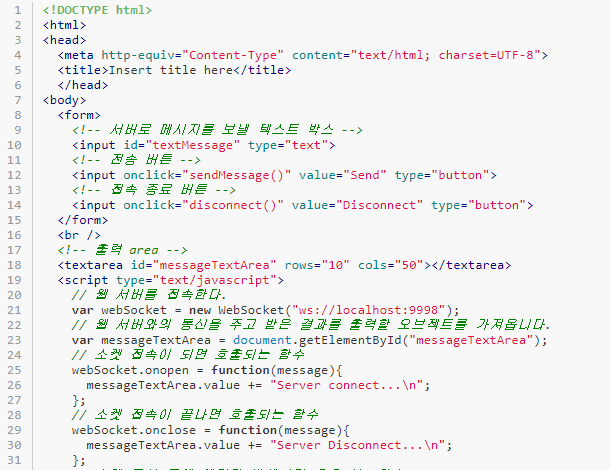 1 <!DOCTYPE html>
2 <html>
3 <head>
4 <meta http-equiv="Content-Type" content="text/html; charset=UTF-8">
5 <title>Insert title here</title>
6 </head>
7 <body>
8 <form>
9 <!-- 서버로 메시지를 보낼 텍스트 박스 -->
10 <input id="textMessage" type="text">
11 <!-- 전송 버튼 -->
12 <input onclick="sendMessage()" value="Send" type="button">
13 <!-- 접속 종료 버튼 -->
14 <input onclick="disconnect()" value="Disconnect" type="button">
15 </form>
16 <br />
17 <!-- 출력 area -->
18 <textarea id="messageTextArea" rows="10" cols="50"></textarea>
19 <script type="text/javascript">
20 // 웹 서버를 접속한다.
21 var webSocket = new WebSocket("ws://localhost:9998");
22 // 웹 서버와의 통신을 주고 받은 결과를 출력할 오브젝트를 가져옵니다.
23 var messageTextArea = document.getElementById("messageTextArea");
24 // 소켓 접속이 되면 호출되는 함수
25 webSocket.onopen = function(message){
26 messageTextArea.value += "Server connect...\n";
27 };
28 // 소켓 접속이 끝나면 호출되는 함수
29 webSocket.onclose = function(message){
30 messageTextArea.value += "Server Disconnect...\n";
31 };